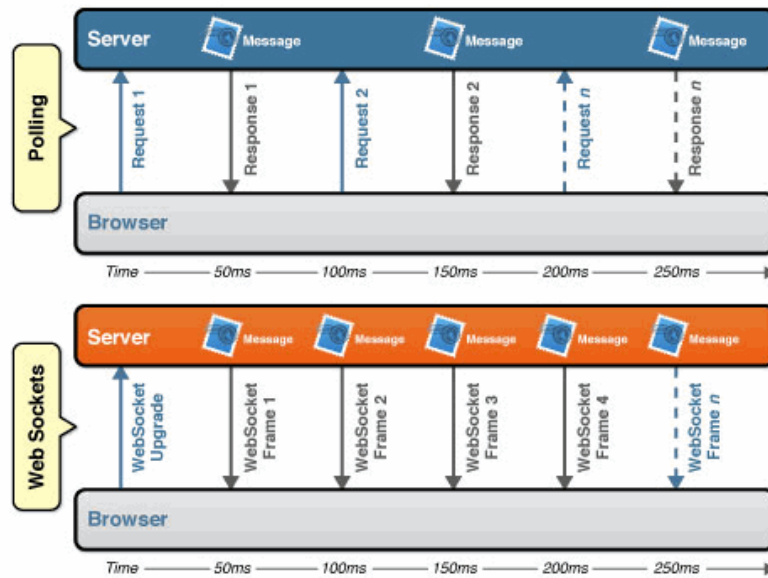 Polling
Server
Message
Message
Message
Request 1
Response 1
Request 2
Response 2
Request n
Response n
Browser
Time 50ms 100ms 150ms 200ms 250ms
Web Sockets
Server
Message
Message
Message
Message
Message
WebSocket
Upgrade
WebSocket
Frame 1
WebSocket
Frame 2
WebSocket
Frame 3
WebSocket
Frame 4
WebSocket
Frame n
Browser
Time 50ms 100ms 150ms 200ms 250ms